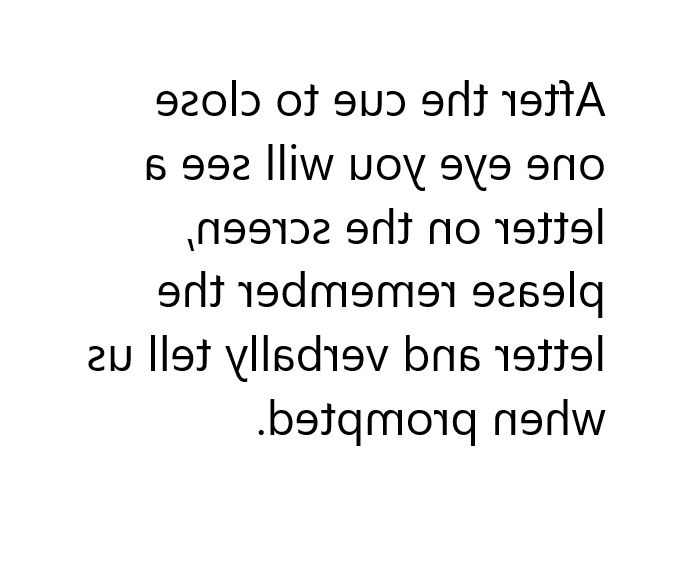 After the cue to close
one eye you will see a
letter on the screen,
please remember the
letter and verbally tell us
when prompted.